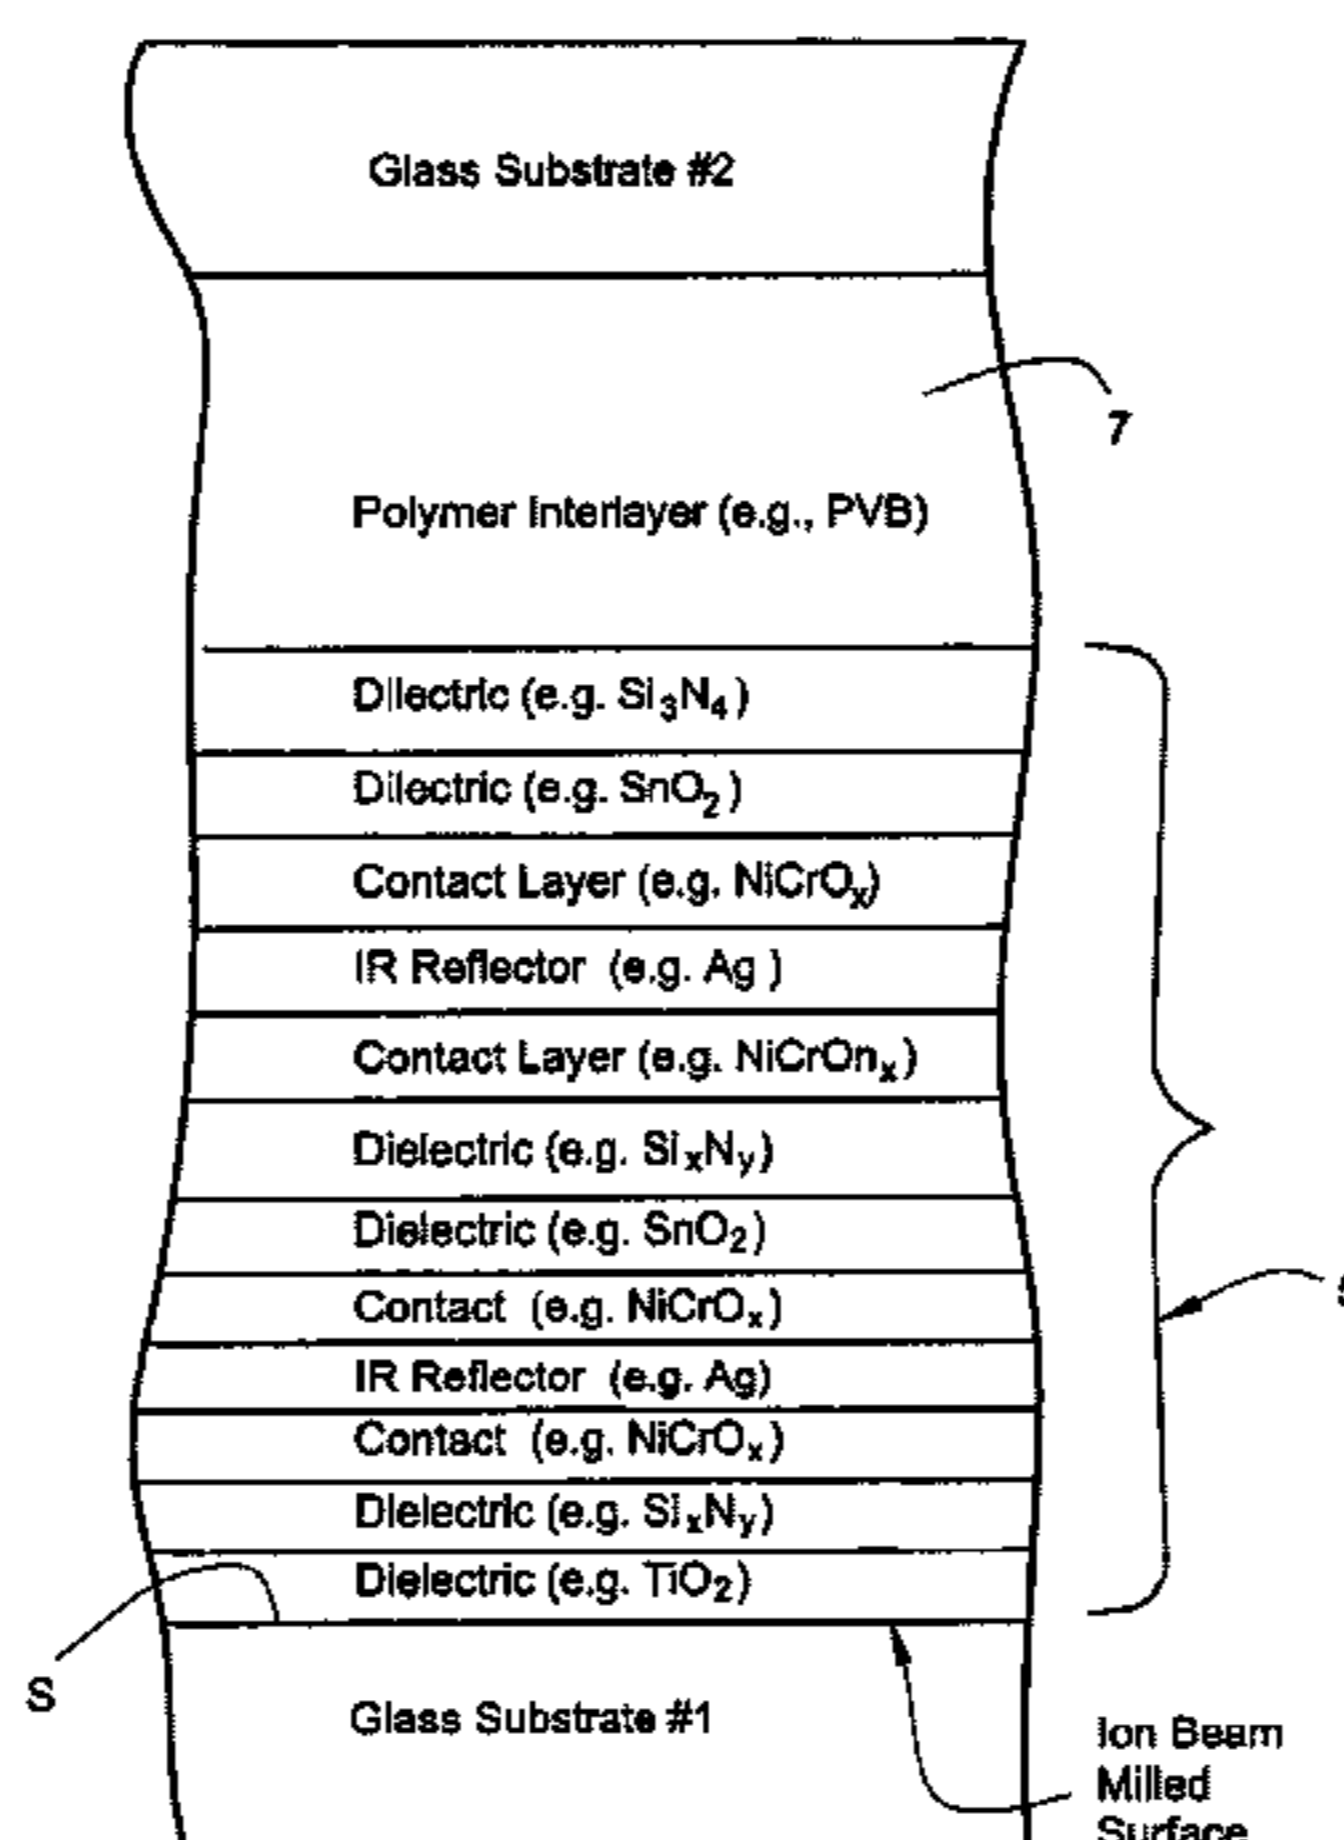 Glass Substrate #2
7
Polymer Interlayer (e.g., PVB)
Dilectric (e.g. Si₃N₄)
Dilectric (e.g. SnO₂)
Contact Layer (e.g. NiCrOₓ)
IR Reflector (e.g. Ag )
Contact Layer (e.g. NiCrOnₓ)
Dielectric (e.g. SiₓNᵧ)
Dielectric (e.g. SnO₂)
Contact (e.g. NiCrOₓ)
IR Reflector (e.g. Ag)
Contact (e.g. NiCrOₓ)
Dielectric (e.g. SiₓNᵧ)
Dielectric (e.g. TiO₂)
S
Glass Substrate #1
Ion Beam
Milled
Surface